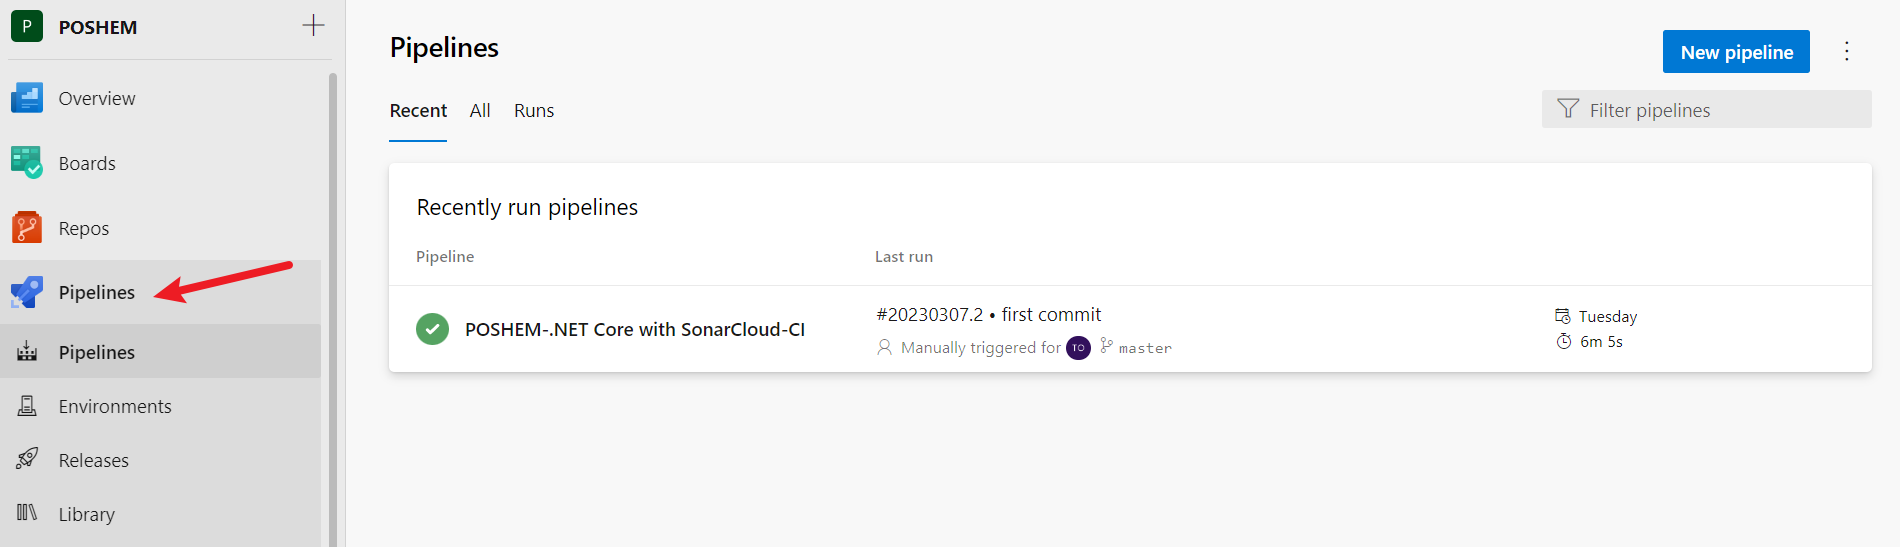 P POSHEM
Overview
Boards
Repos
Pipelines
Pipelines
Environments
Releases
Library
Pipelines
New pipeline
Recent All Runs
Filter pipelines
Recently run pipelines
Pipeline Last run
POSHEM-.NET Core with SonarCloud-CI
#20230307.2 • first commit
Manually triggered for TO master
Tuesday
6m 5s